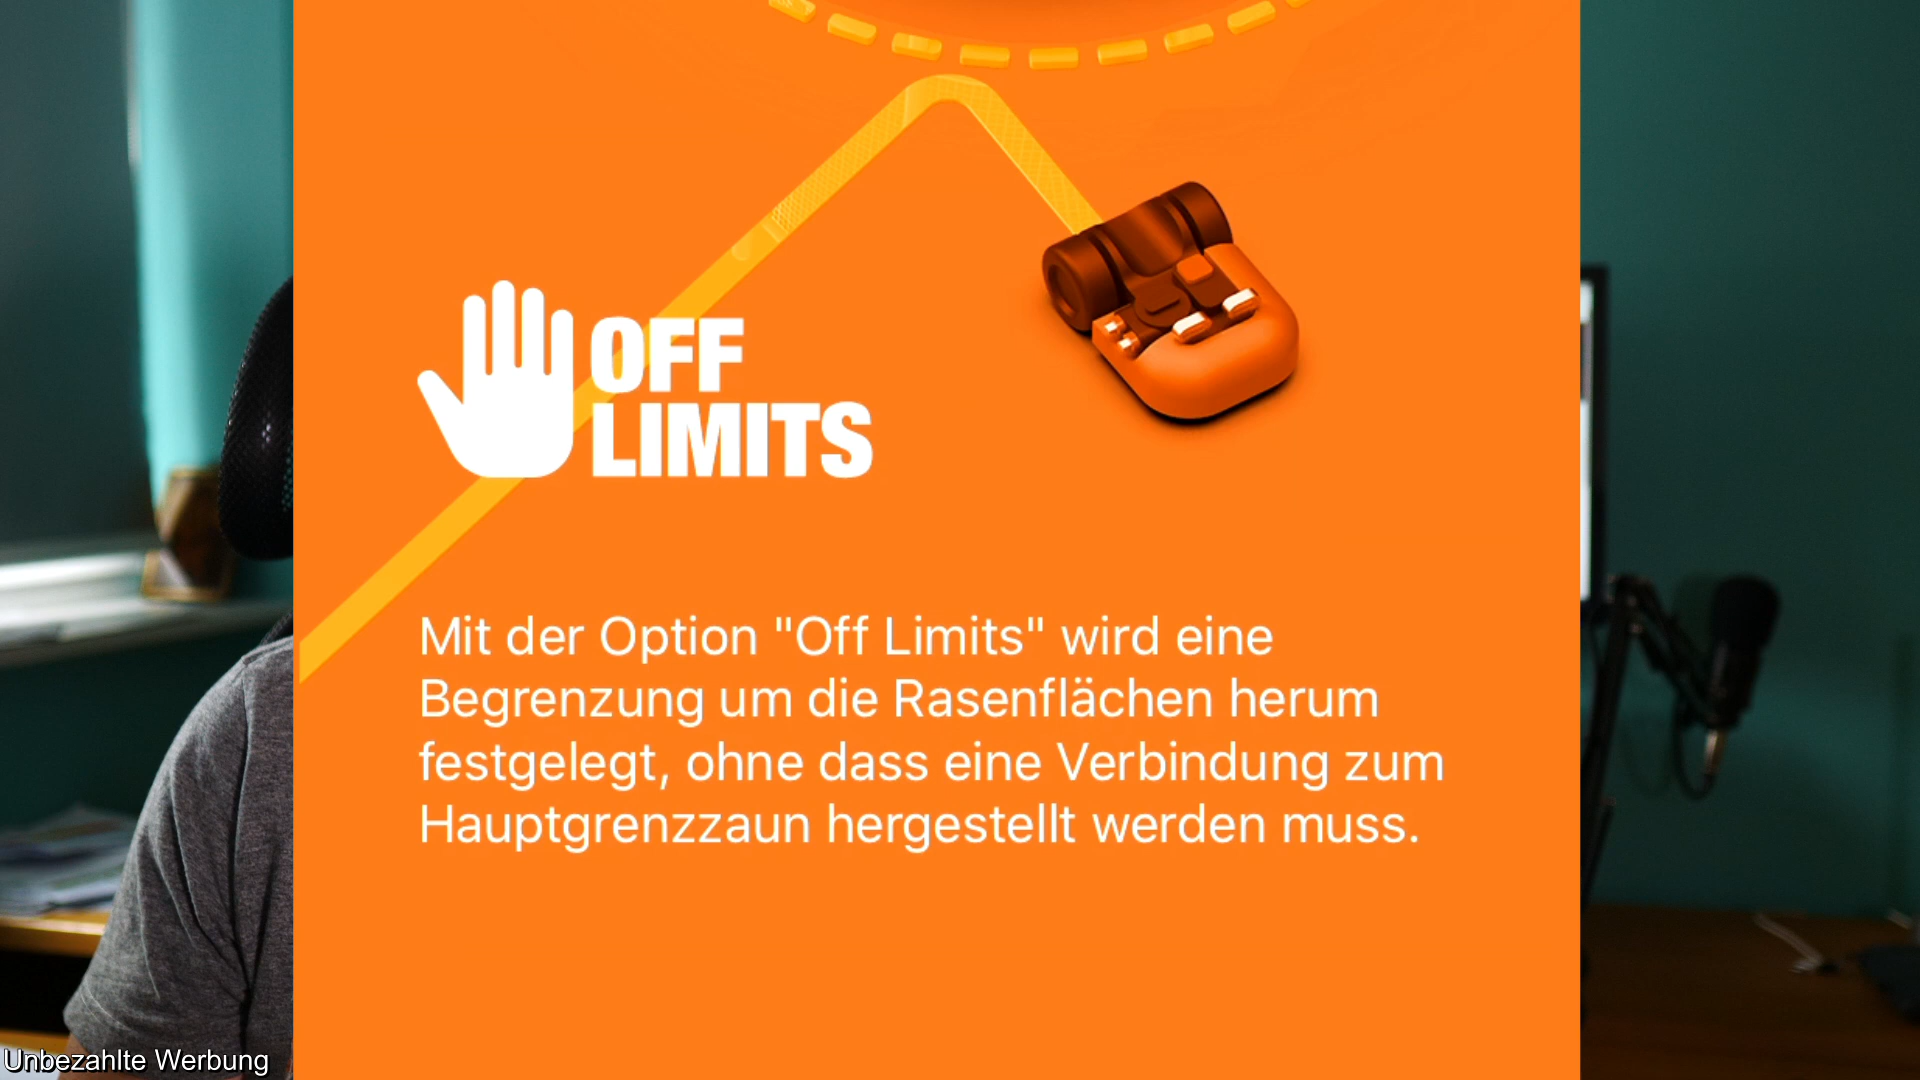 OFF
LIMITS
Mit der Option "Off Limits" wird eine
Begrenzung um die Rasenflächen herum
festgelegt, ohne dass eine Verbindung zum
Hauptgrenzzaun hergestellt werden muss.
Unbezahlte Werbung